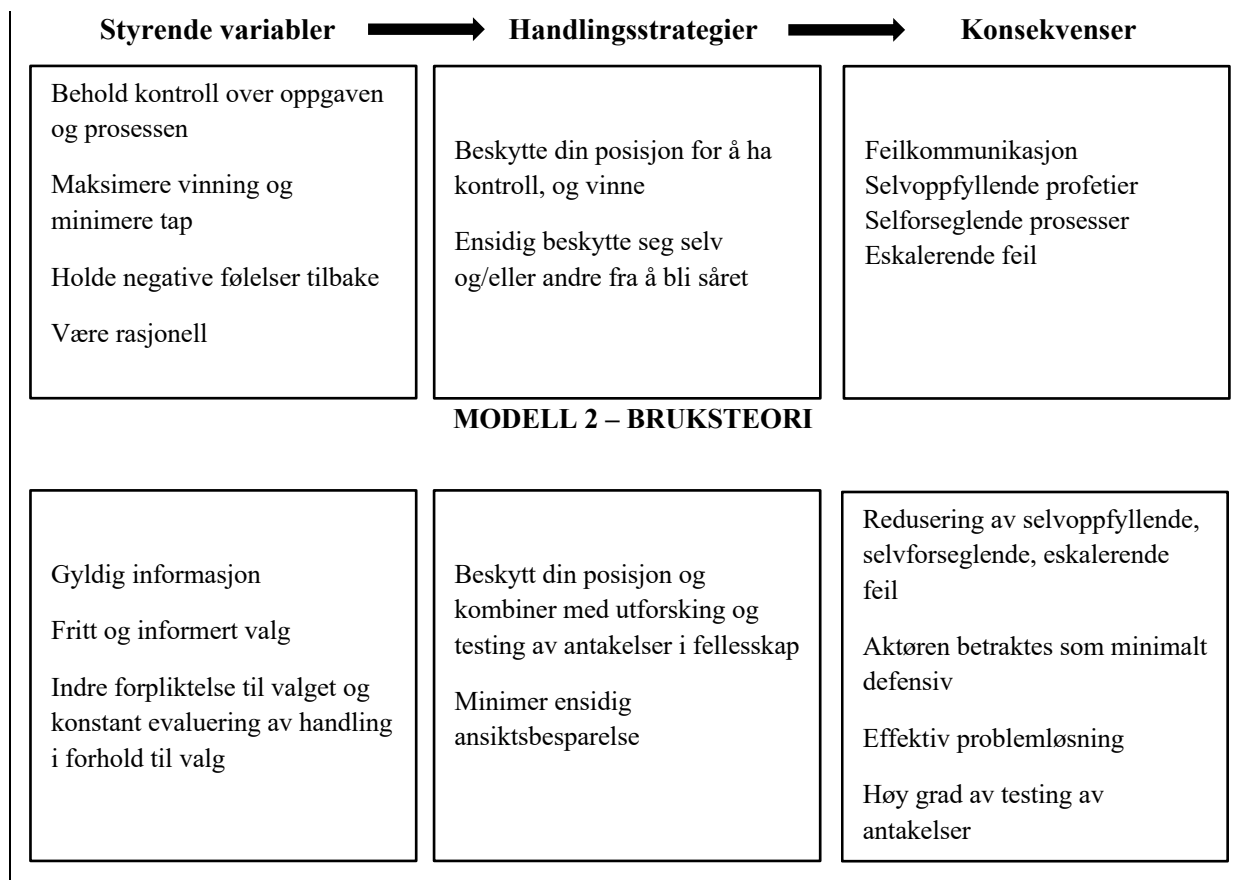 Styrende variabler Handlingsstrategier Konsekvenser
Behold kontroll over oppgaven
og prosessen
Maksimere vinning og
minimere tap
Holde negative følelser tilbake
Være rasjonell
Beskytte din posisjon for å ha
kontroll, og vinne
Ensidig beskytte seg selv
og/eller andre fra å bli såret
Feilkommunikasjon
Selvoppfyllende profetier
Selforseglende prosesser
Eskalerende feil
MODELL 2 – BRUKSTEORI
Gyldig informasjon
Fritt og informert valg
Indre forpliktelse til valget og
konstant evaluering av handling
i forhold til valg
Beskytt din posisjon og
kombiner med utforsking og
testing av antakelser i fellesskap
Minimer ensidig
ansiktsbesparelse
Redusering av selvoppfyllende,
selvforseglende, eskalerende
feil
Aktøren betraktes som minimalt
defensiv
Effektiv problemløsning
Høy grad av testing av
antakelser